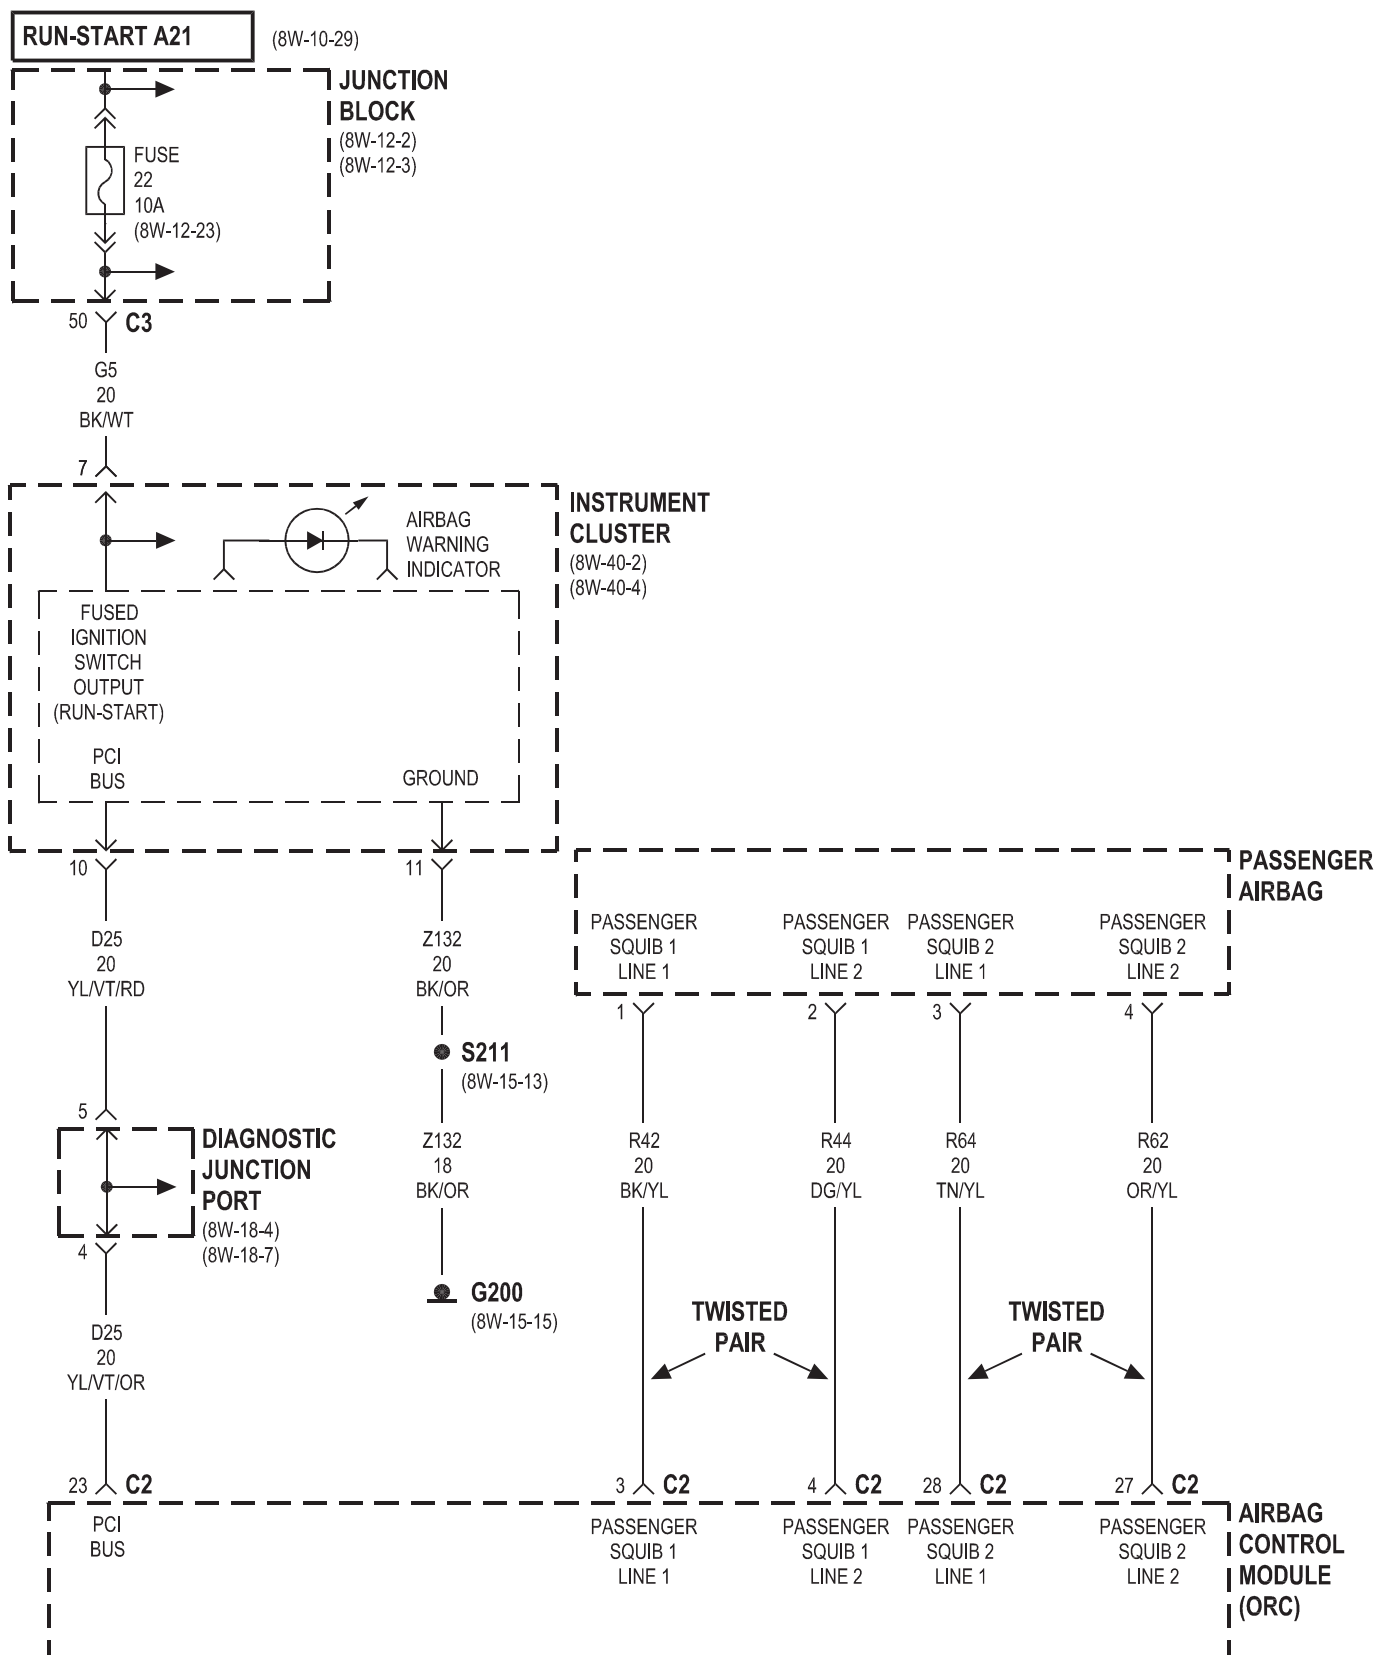 RUN-START A21
(8W-10-29)
JUNCTION
BLOCK
(8W-12-2)
(8W-12-3)
FUSE
22
10A
(8W-12-23)
50
C3
G5
20
BK/WT
7
INSTRUMENT
CLUSTER
(8W-40-2)
(8W-40-4)
AIRBAG
WARNING
INDICATOR
FUSED
IGNITION
SWITCH
OUTPUT
(RUN-START)
PCI
BUS
GROUND
10
11
D25
20
YL/VT/RD
Z132
20
BK/OR
S211
(8W-15-13)
Z132
18
BK/OR
G200
(8W-15-15)
5
DIAGNOSTIC
JUNCTION
PORT
(8W-18-4)
(8W-18-7)
4
D25
20
YL/VT/OR
23
C2
PCI
BUS
PASSENGER
AIRBAG
PASSENGER
SQUIB 1
LINE 1
PASSENGER
SQUIB 1
LINE 2
PASSENGER
SQUIB 2
LINE 1
PASSENGER
SQUIB 2
LINE 2
1
2
3
4
R42
20
BK/YL
R44
20
DG/YL
R64
20
TN/YL
R62
20
OR/YL
TWISTED
PAIR
TWISTED
PAIR
3
C2
4
C2
28
C2
27
C2
PASSENGER
SQUIB 1
LINE 1
PASSENGER
SQUIB 1
LINE 2
PASSENGER
SQUIB 2
LINE 1
PASSENGER
SQUIB 2
LINE 2
AIRBAG
CONTROL
MODULE
(ORC)